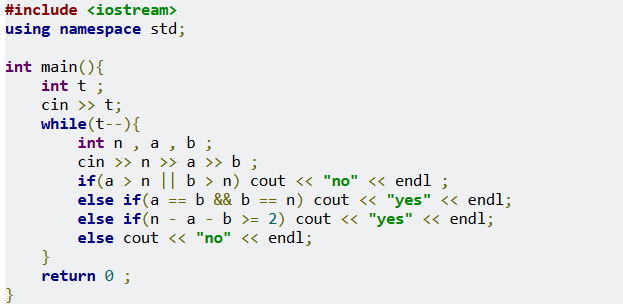 #include <iostream>
using namespace std;
int main(){
int t ;
cin >> t;
while(t--){
int n , a , b ;
cin >> n >> a >> b ;
if(a > n || b > n) cout << "no" << endl ;
else if(a == b && b == n) cout << "yes" << endl;
else if(n - a - b >= 2) cout << "yes" << endl;
else cout << "no" << endl;
}
return 0 ;
}